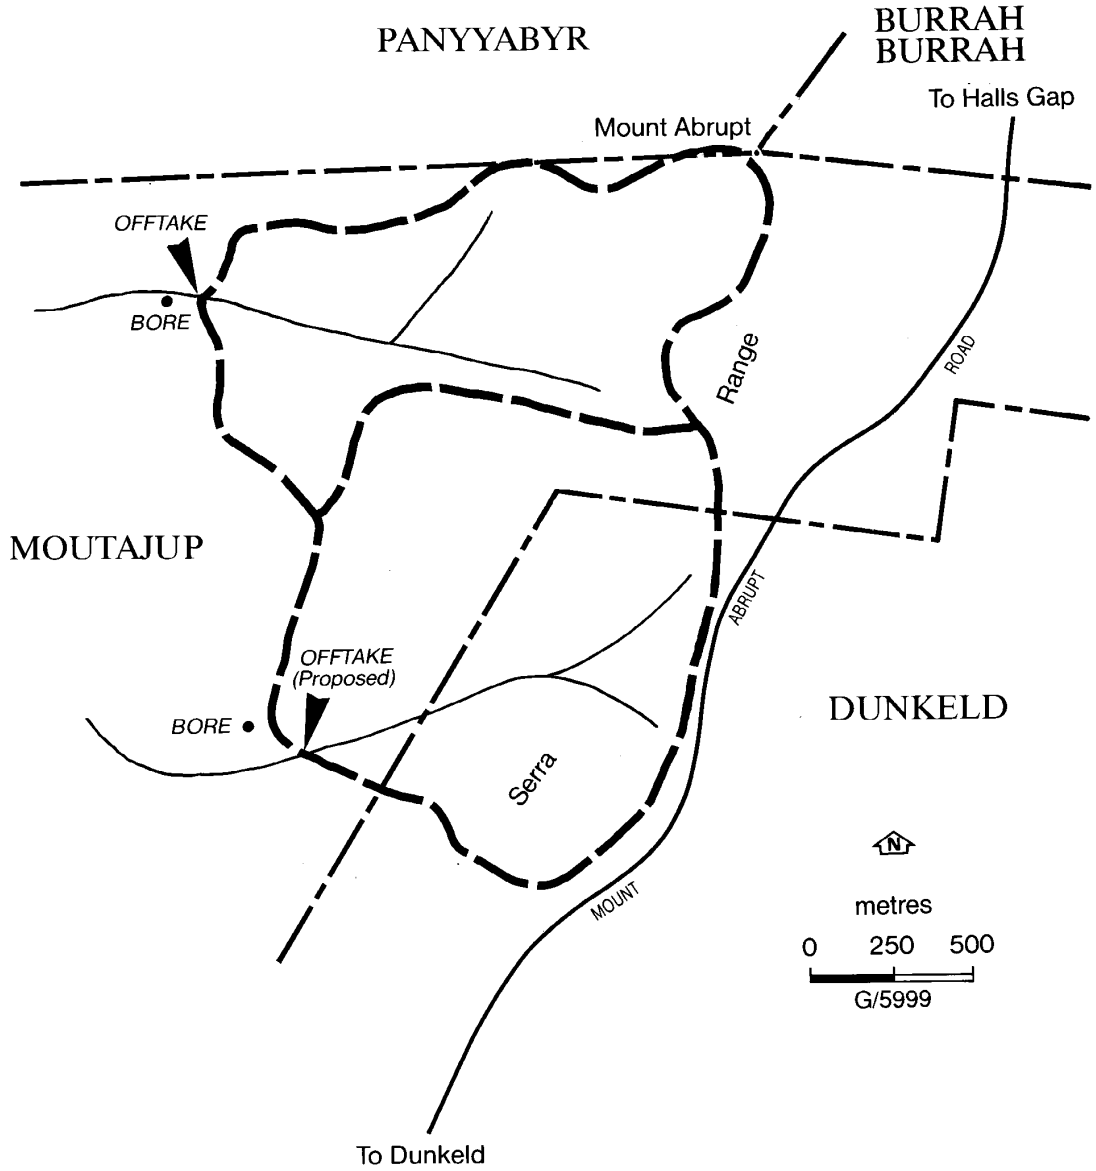 BURRAH
BURRAH
PANYYABYR
To Halls Gap
Mount Abrupt
OFFTAKE
BORE
Range
ROAD
MOUTAJUP
ABRUPT
OFFTAKE
(Proposed)
BORE
DUNKELD
Serra
N
MOUNT
metres
0 250 500
G/5999
To Dunkeld